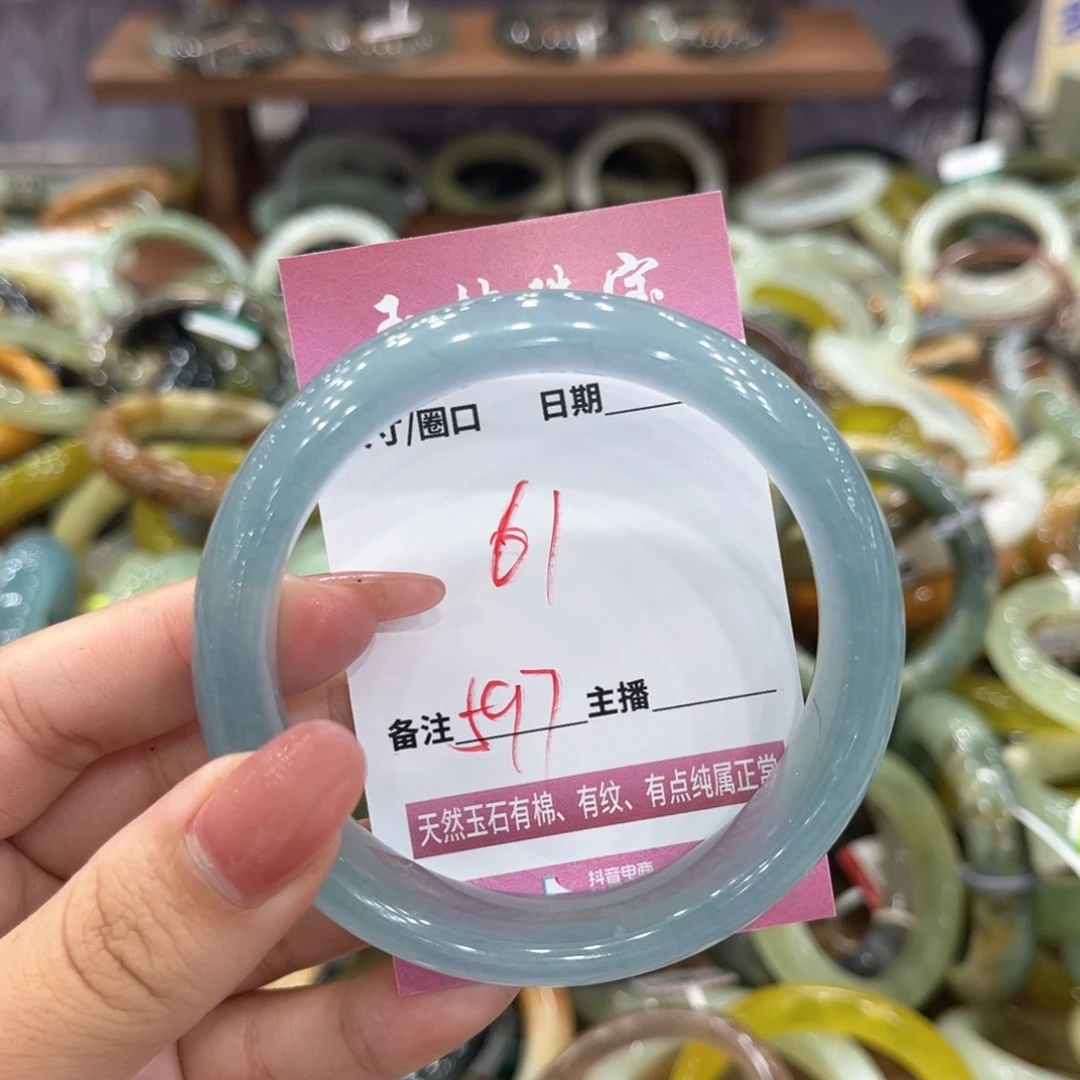 寸/圈口 日期
61
备注 597 主播
天然玉石有棉、有纹、有点纯属正常
抖音电商